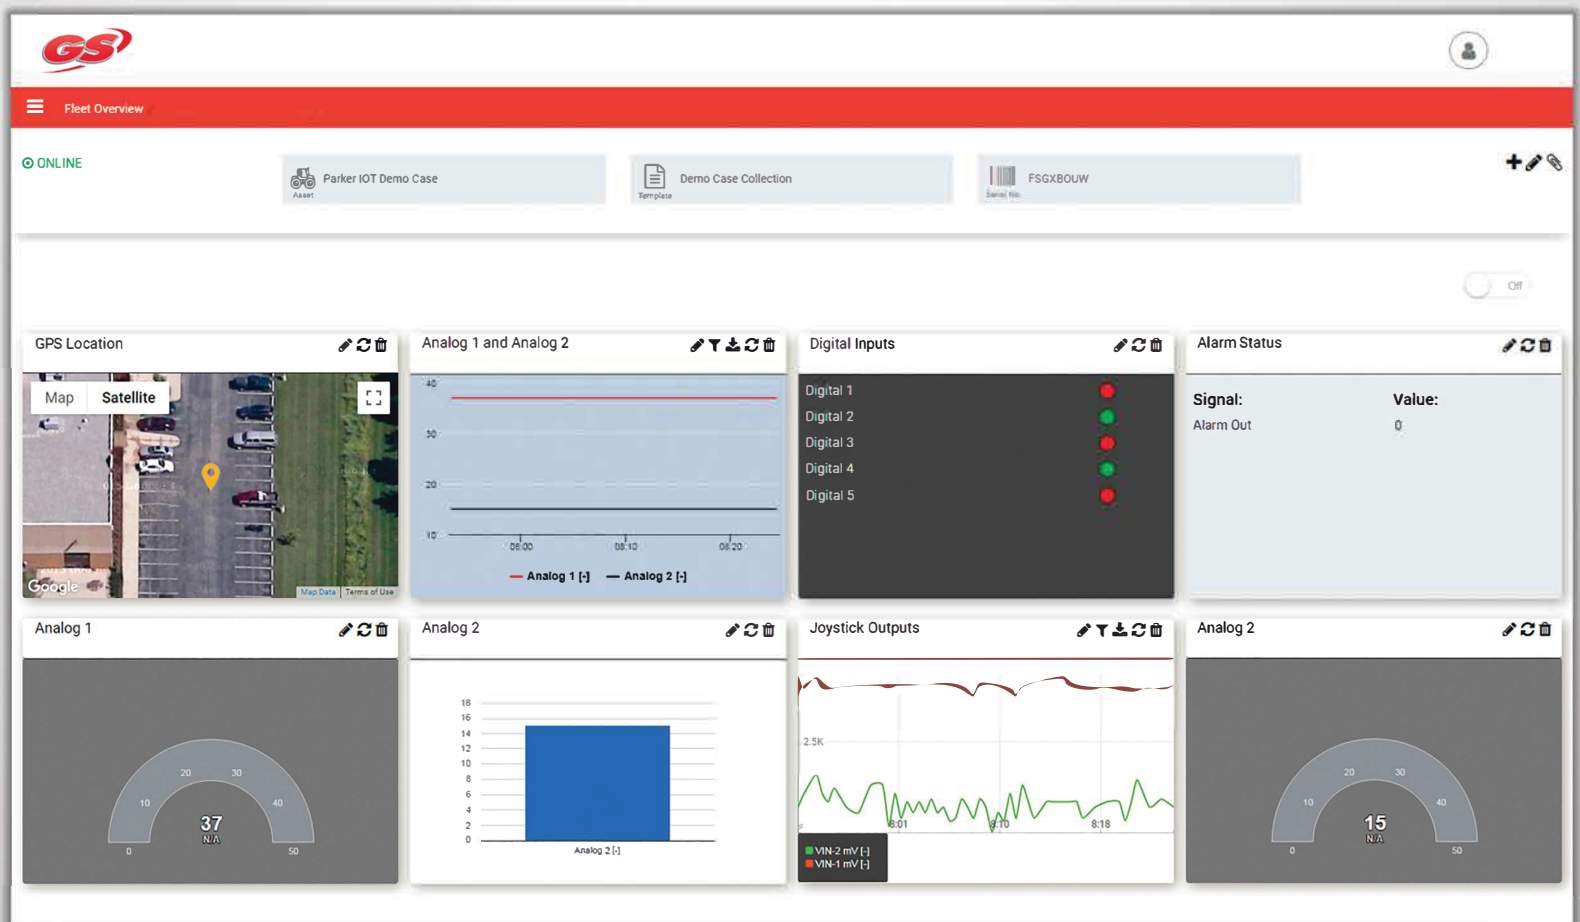 GS
Fleet Overview
ONLINE
Parker IOT Demo Case
Asset
Demo Case Collection
Template
FSGXBOUW
Serial No.
Off
GPS Location
Map
Satellite
Google
Map Data
Terms of Use
Analog 1 and Analog 2
40
30
20
10
08:00
08:10
08:20
Analog 1 [-]
Analog 2 [-]
Digital Inputs
Digital 1
Digital 2
Digital 3
Digital 4
Digital 5
Alarm Status
Signal: Value:
Alarm Out 0
Analog 1
20 30
10 40
37
N/A
0 50
Analog 2
18
16
14
12
10
8
6
4
2
0
Analog 2 [-]
Joystick Outputs
2.5K
8:01 8:10 8:18
VIN-2 mV [-]
VIN-1 mV [-]
Analog 2
20 30
10 40
15
N/A
0 50